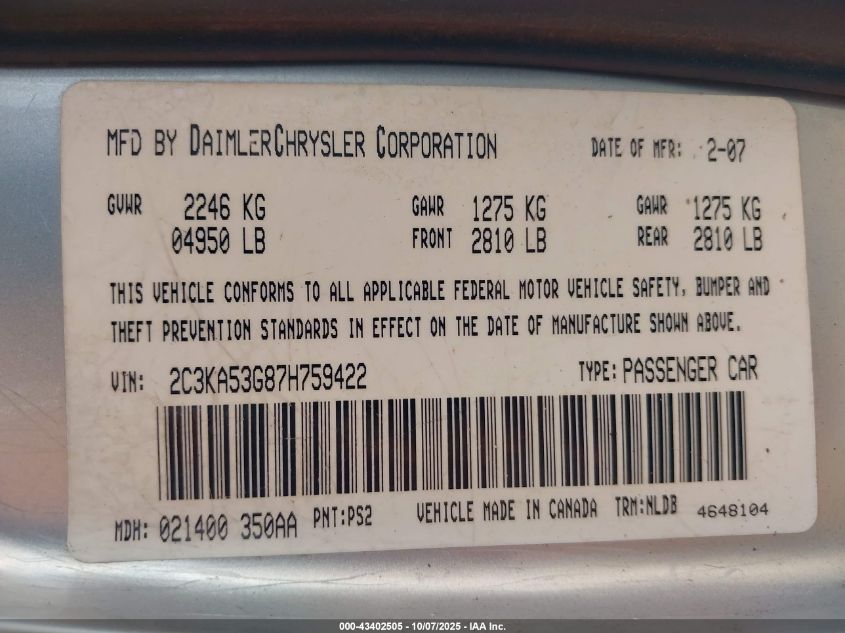 MFD BY DAIMLERCHRYSLER CORPORATION DATE OF MFR: 2-07
GVWR 2246 KG GAWR 1275 KG GAWR 1275 KG
04950 LB FRONT 2810 LB REAR 2810 LB
THIS VEHICLE CONFORMS TO ALL APPLICABLE FEDERAL MOTOR VEHICLE SAFETY, BUMPER AND
THEFT PREVENTION STANDARDS IN EFFECT ON THE DATE OF MANUFACTURE SHOWN ABOVE.
VIN: 2C3KA53G87H759422 TYPE: PASSENGER CAR
MDH: 021400 350AA PNT:PS2 VEHICLE MADE IN CANADA TRM:NLDB 4648104
000-43402505 - 10/07/2025 - IAA Inc.